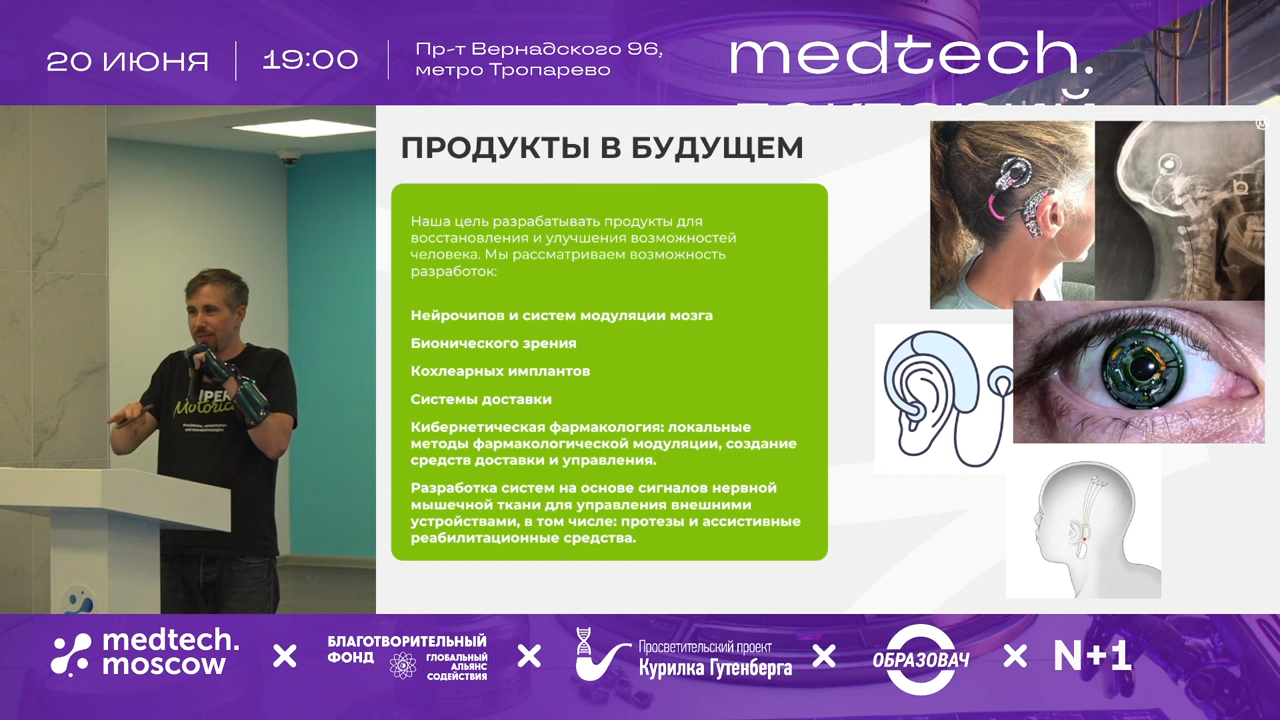 20 ИЮНЯ
19:00
Пр-т Вернадского 96,
метро Тропарево
medtech.
ПРОДУКТЫ В БУДУЩЕМ
Наша цель разрабатывать продукты для
восстановления и улучшения возможностей
человека. Мы рассматриваем возможность
разработок:
Нейрочипов и систем модуляции мозга
Бионического зрения
Кохлеарных имплантов
Системы доставки
Кибернетическая фармакология: локальные
методы фармакологической модуляции, создание
средств доставки и управления.
Разработка систем на основе сигналов нервной
мышечной ткани для управления внешними
устройствами, в том числе: протезы и ассистивные
реабилитационные средства.
Motorica
medtech.
moscow
БЛАГОТВОРИТЕЛЬНЫЙ
ФОНД
ГЛОБАЛЬНЫЙ
АЛЬЯНС
СОДЕЙСТВИЯ
Просветительский проект
Курилка Гутенберга
ОБРАЗОВАЧ
N+1